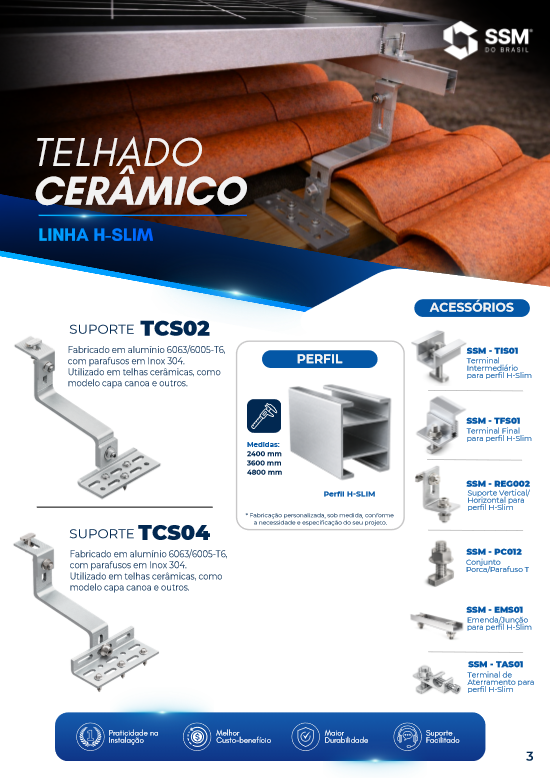 SSM
DO BRASIL
TELHADO
CERÂMICO
LINHA H-SLIM
SUPORTE TCS02
Fabricado em alumínio 6063/6005-T6,
com parafusos em Inox 304.
Utilizado em telhas cerâmicas, como
modelo capa canoa e outros.
SUPORTE TCS04
Fabricado em alumínio 6063/6005-T6,
com parafusos em Inox 304.
Utilizado em telhas cerâmicas, como
modelo capa canoa e outros.
PERFIL
Medidas:
2400 mm
3600 mm
4800 mm
Perfil H-SLIM
* Fabricação personalizada, sob medida, conforme
a necessidade e especificação do seu projeto.
ACESSÓRIOS
SSM - TIS01
Terminal
Intermediário
para perfil H-Slim
SSM - TFS01
Terminal Final
para perfil H-Slim
SSM - REG002
Suporte Vertical/
Horizontal para
perfil H-Slim
SSM - PC012
Conjunto
Porca/Parafuso T
SSM - EMS01
Emenda/Junção
para perfil H-Slim
SSM - TAS01
Terminal de
Aterramento para
perfil H-Slim
Praticidade na
Instalação
Melhor
Custo-benefício
Maior
Durabilidade
Suporte
Facilitado
3